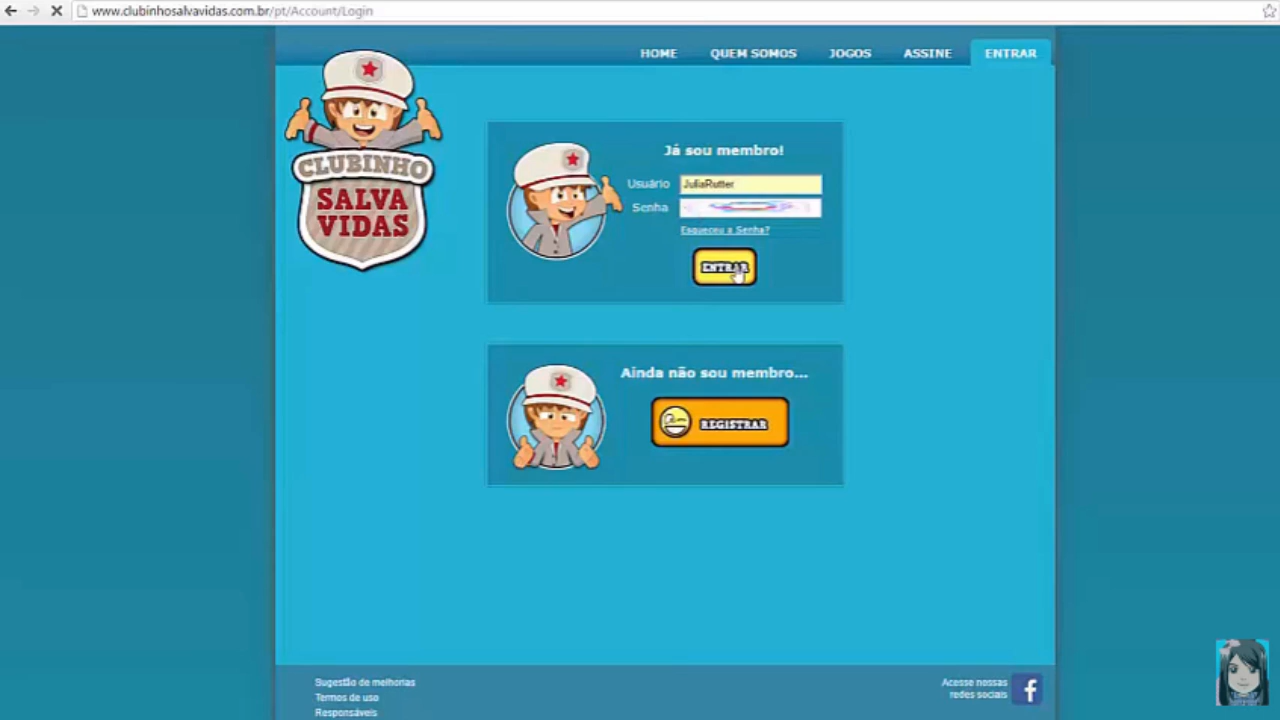 www.clubinhosalvavidas.com.br/pt/Account/Login
HOME QUEM SOMOS JOGOS ASSINE ENTRAR
CLUBINHO
SALVA
VIDAS
Já sou membro!
Usuário JuliaRutter
Senha
Esqueceu a Senha?
ENTRAR
Ainda não sou membro...
REGISTRAR
Sugestão de melhorias
Termos de uso
Responsáveis
Acesse nossas
redes sociais
f